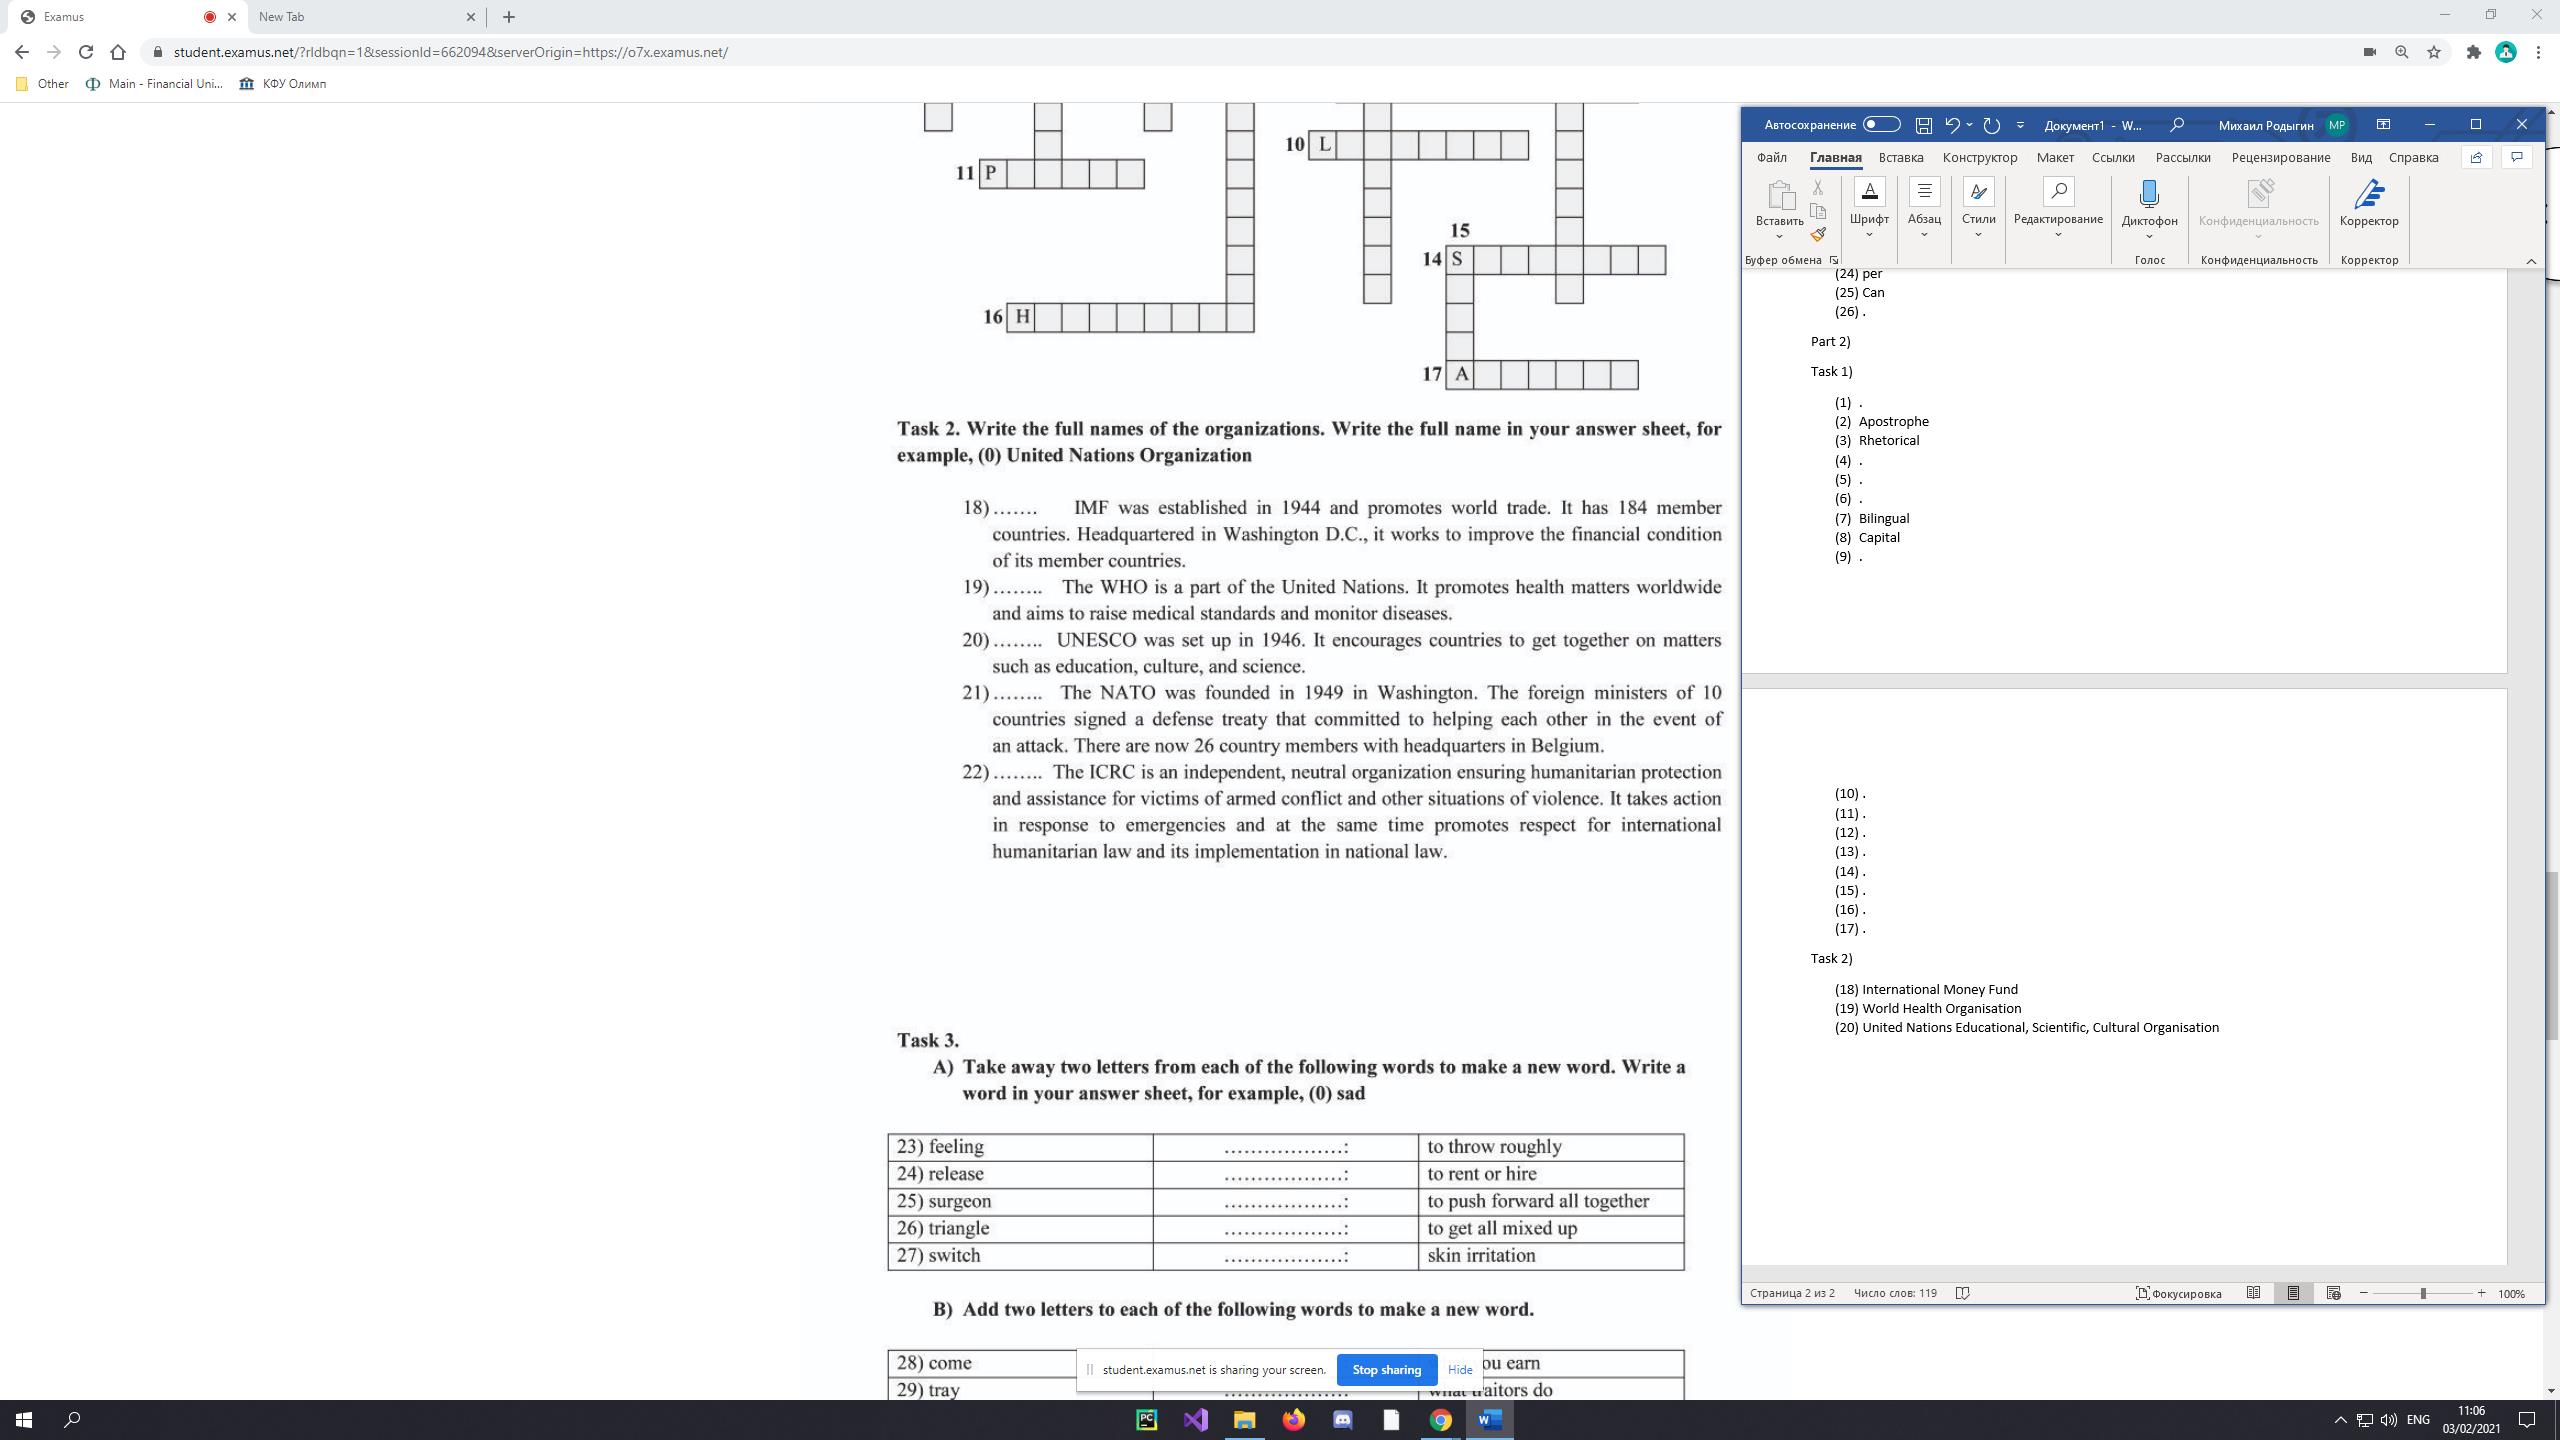 Examus
New Tab
student.examus.net/?rldbqn=1&sessionId=662094&serverOrigin=https://o7x.examus.net/
Other
Main - Financial Uni...
КФУ Олимп
10 L
11 P
15
14 S
16 H
17 A
Task 2. Write the full names of the organizations. Write the full name in your answer sheet, for
example, (0) United Nations Organization
18)....... IMF was established in 1944 and promotes world trade. It has 184 member
countries. Headquartered in Washington D.C., it works to improve the financial condition
of its member countries.
19)........ The WHO is a part of the United Nations. It promotes health matters worldwide
and aims to raise medical standards and monitor diseases.
20)........ UNESCO was set up in 1946. It encourages countries to get together on matters
such as education, culture, and science.
21)........ The NATO was founded in 1949 in Washington. The foreign ministers of 10
countries signed a defense treaty that committed to helping each other in the event of
an attack. There are now 26 country members with headquarters in Belgium.
22)........ The ICRC is an independent, neutral organization ensuring humanitarian protection
and assistance for victims of armed conflict and other situations of violence. It takes action
in response to emergencies and at the same time promotes respect for international
humanitarian law and its implementation in national law.
Task 3.
A) Take away two letters from each of the following words to make a new word. Write a
word in your answer sheet, for example, (0) sad
23) feeling ..................: to throw roughly
24) release ..................: to rent or hire
25) surgeon ..................: to push forward all together
26) triangle ..................: to get all mixed up
27) switch ..................: skin irritation
B) Add two letters to each of the following words to make a new word.
28) come ou earn
29) tray .................. what traitors do
student.examus.net is sharing your screen.
Stop sharing
Hide
Автосохранение
Документ1 - W...
Михаил Родыгин
МР
Файл
Главная
Вставка
Конструктор
Макет
Ссылки
Рассылки
Рецензирование
Вид
Справка
Вставить
Шрифт
Абзац
Стили
Редактирование
Диктофон
Конфиденциальность
Корректор
Буфер обмена
Голос
Конфиденциальность
Корректор
(24) per
(25) Can
(26) .
Part 2)
Task 1)
(1) .
(2) Apostrophe
(3) Rhetorical
(4) .
(5) .
(6) .
(7) Bilingual
(8) Capital
(9) .
(10) .
(11) .
(12) .
(13) .
(14) .
(15) .
(16) .
(17) .
Task 2)
(18) International Money Fund
(19) World Health Organisation
(20) United Nations Educational, Scientific, Cultural Organisation
Страница 2 из 2
Число слов: 119
Фокусировка
100%
PC
ENG
11:06
03/02/2021